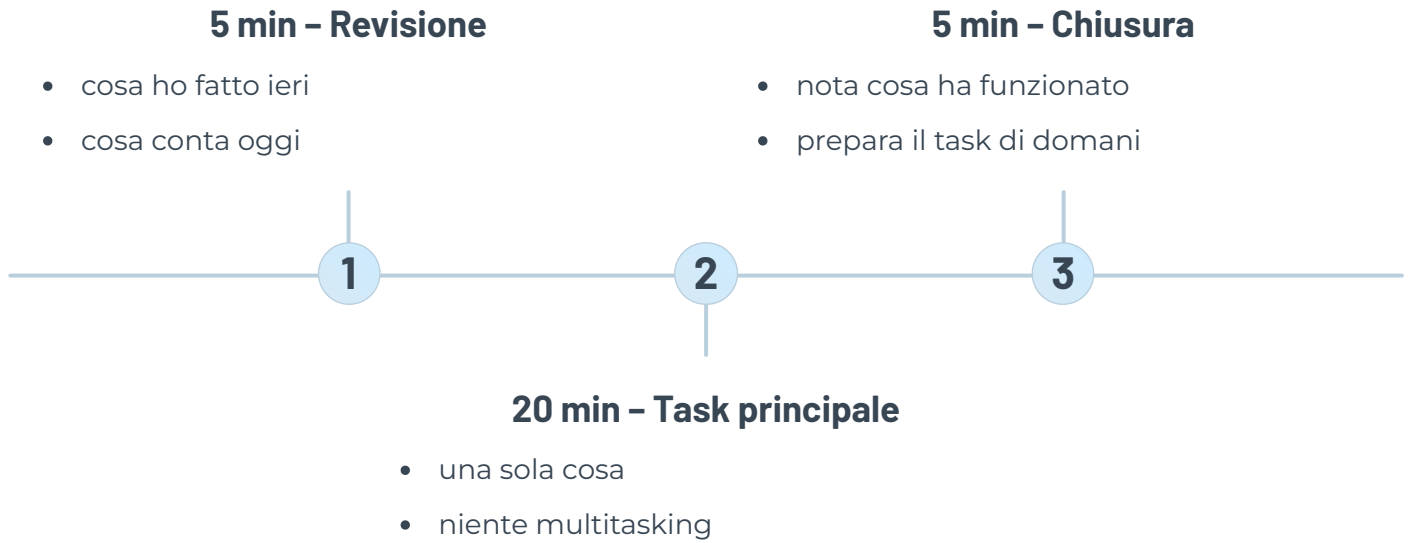 5 min – Revisione
• cosa ho fatto ieri
• cosa conta oggi
5 min – Chiusura
• nota cosa ha funzionato
• prepara il task di domani
1
2
3
20 min – Task principale
• una sola cosa
• niente multitasking